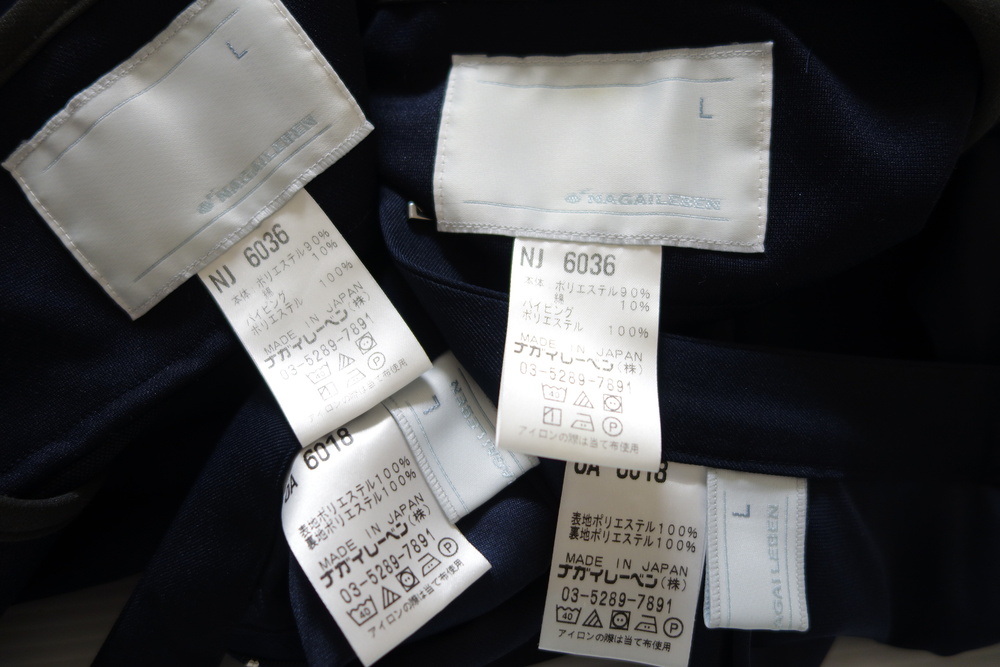 L
NAGAILEBEN
NJ 6036
本体 ポリエステル90%
綿 10%
パイピング
ポリエステル 100%
MADE IN JAPAN
ナガイレーベン(株)
03-5289-7891
アイロンの際は当て布使用
L
NAGAILEBEN
NJ 6036
本体 ポリエステル90%
綿 10%
パイピング
ポリエステル 100%
MADE IN JAPAN
ナガイレーベン(株)
03-5289-7891
40
アイロンの際は当て布使用
6018
表地ポリエステル100%
裏地ポリエステル100%
MADE IN JAPAN
ナガイレーベン(株)
03-5289-7891
40
アイロンの際は当て布使用
L
6018
表地ポリエステル100%
裏地ポリエステル100%
MADE IN JAPAN
ナガイレーベン(株)
03-5289-7891
40
アイロンの際は当て布使用
L
AGAILEBEN